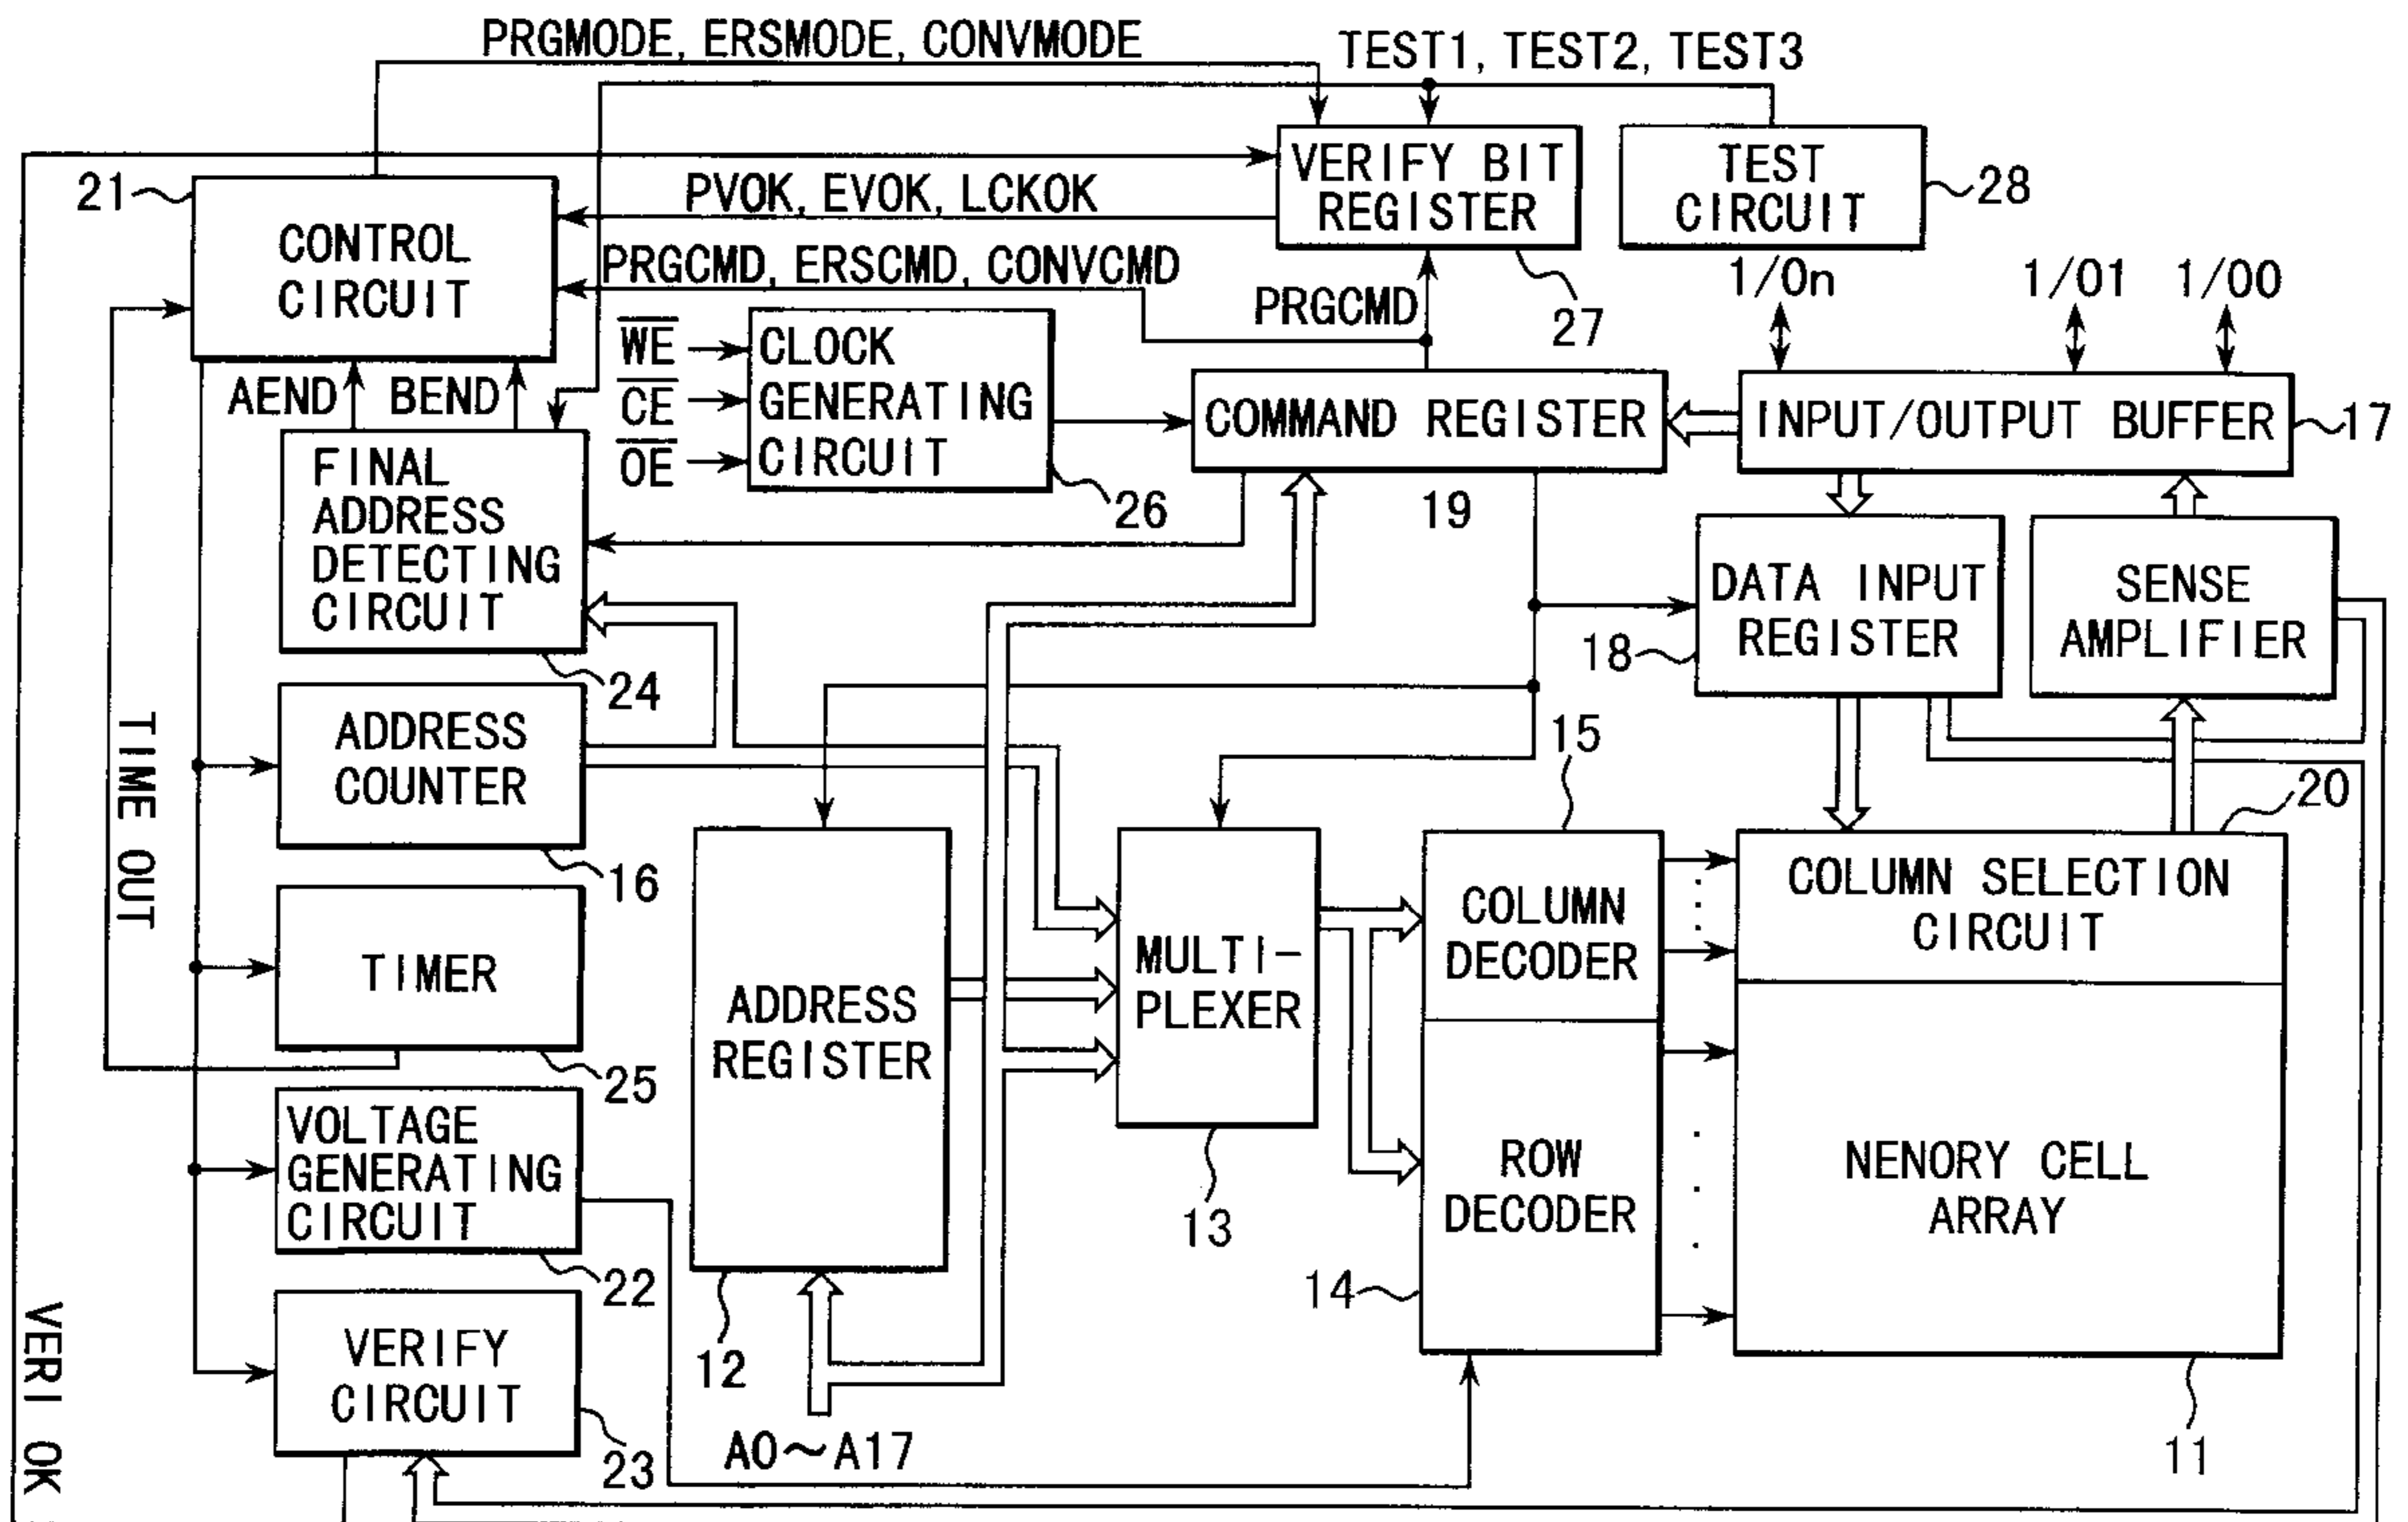 PRGMODE, ERSMODE, CONVMODE
TEST1, TEST2, TEST3
21
CONTROL
CIRCUIT
PVOK, EVOK, LCKOK
PRGCMD, ERSCMD, CONVCMD
VERIFY BIT
REGISTER
27
TEST
CIRCUIT
28
PRGCMD
1/0n
1/01
1/00
AEND
BEND
WE
CE
OE
CLOCK
GENERATING
CIRCUIT
26
COMMAND REGISTER
19
INPUT/OUTPUT BUFFER
17
FINAL
ADDRESS
DETECTING
CIRCUIT
24
DATA INPUT
REGISTER
18
SENSE
AMPLIFIER
TIME OUT
ADDRESS
COUNTER
16
15
20
TIMER
25
ADDRESS
REGISTER
12
MULTI-
PLEXER
13
COLUMN
DECODER
COLUMN SELECTION
CIRCUIT
VOLTAGE
GENERATING
CIRCUIT
22
ROW
DECODER
14
NENORY CELL
ARRAY
11
VERIFY
CIRCUIT
23
A0~A17
VERI OK